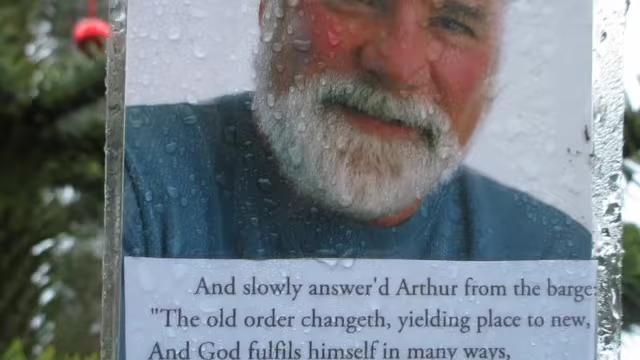 And slowly answer'd Arthur from the barge:
"The old order changeth, yielding place to new,
And God fulfils himself in many ways,